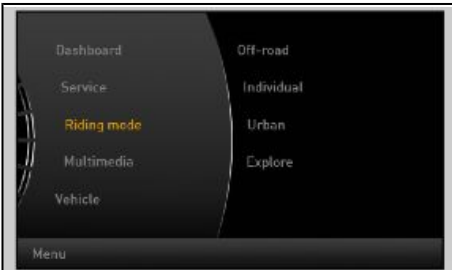 Dashboard
Service
Riding mode
Multimedia
Vehicle
Off-road
Individual
Urban
Explore
Menu